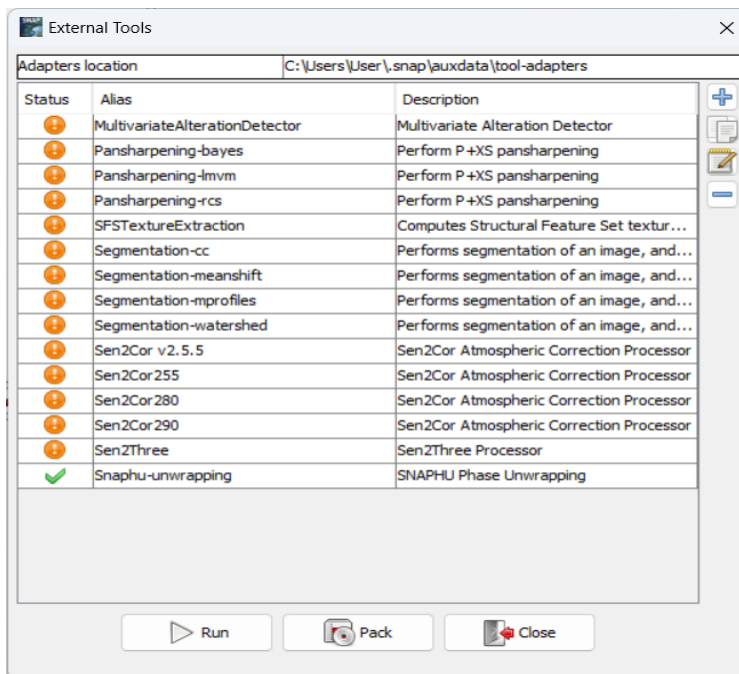 SNAP External Tools
Adapters location C:\Users\User\.snap\auxdata\tool-adapters
Status Alias Description
MultivariateAlterationDetector Multivariate Alteration Detector
Pansharpening-bayes Perform P+XS pansharpening
Pansharpening-lmvm Perform P+XS pansharpening
Pansharpening-rcs Perform P+XS pansharpening
SFSTextureExtraction Computes Structural Feature Set textur...
Segmentation-cc Performs segmentation of an image, and...
Segmentation-meanshift Performs segmentation of an image, and...
Segmentation-mprofiles Performs segmentation of an image, and...
Segmentation-watershed Performs segmentation of an image, and...
Sen2Cor v2.5.5 Sen2Cor Atmospheric Correction Processor
Sen2Cor255 Sen2Cor Atmospheric Correction Processor
Sen2Cor280 Sen2Cor Atmospheric Correction Processor
Sen2Cor290 Sen2Cor Atmospheric Correction Processor
Sen2Three Sen2Three Processor
Snaphu-unwrapping SNAPHU Phase Unwrapping
Run Pack Close